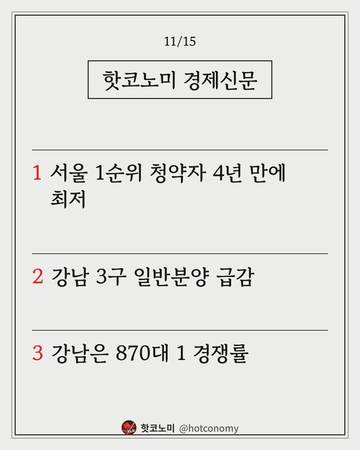 11/15
핫코노미 경제신문
1 서울 1순위 청약자 4년 만에
최저
2 강남 3구 일반분양 급감
3 강남은 870대 1 경쟁률
핫코노미 @hotconomy